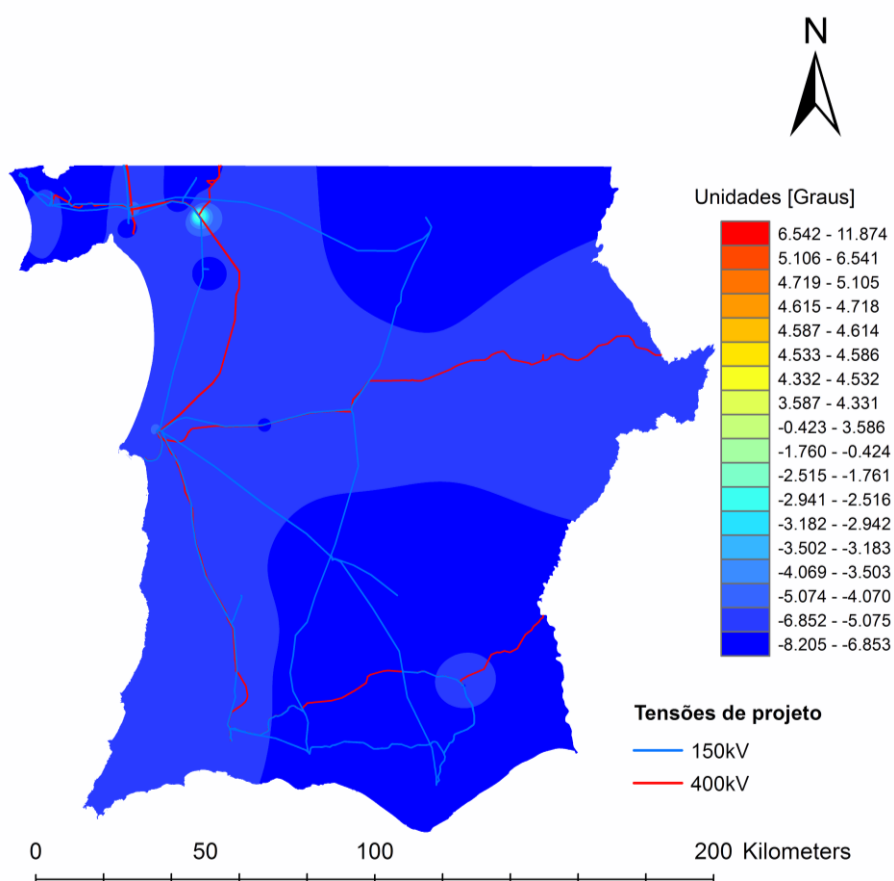 N
Unidades [Graus]
6.542 - 11.874
5.106 - 6.541
4.719 - 5.105
4.615 - 4.718
4.587 - 4.614
4.533 - 4.586
4.332 - 4.532
3.587 - 4.331
-0.423 - 3.586
-1.760 - -0.424
-2.515 - -1.761
-2.941 - -2.516
-3.182 - -2.942
-3.502 - -3.183
-4.069 - -3.503
-5.074 - -4.070
-6.852 - -5.075
-8.205 - -6.853
Tensões de projeto
150kV
400kV
0 50 100 200 Kilometers